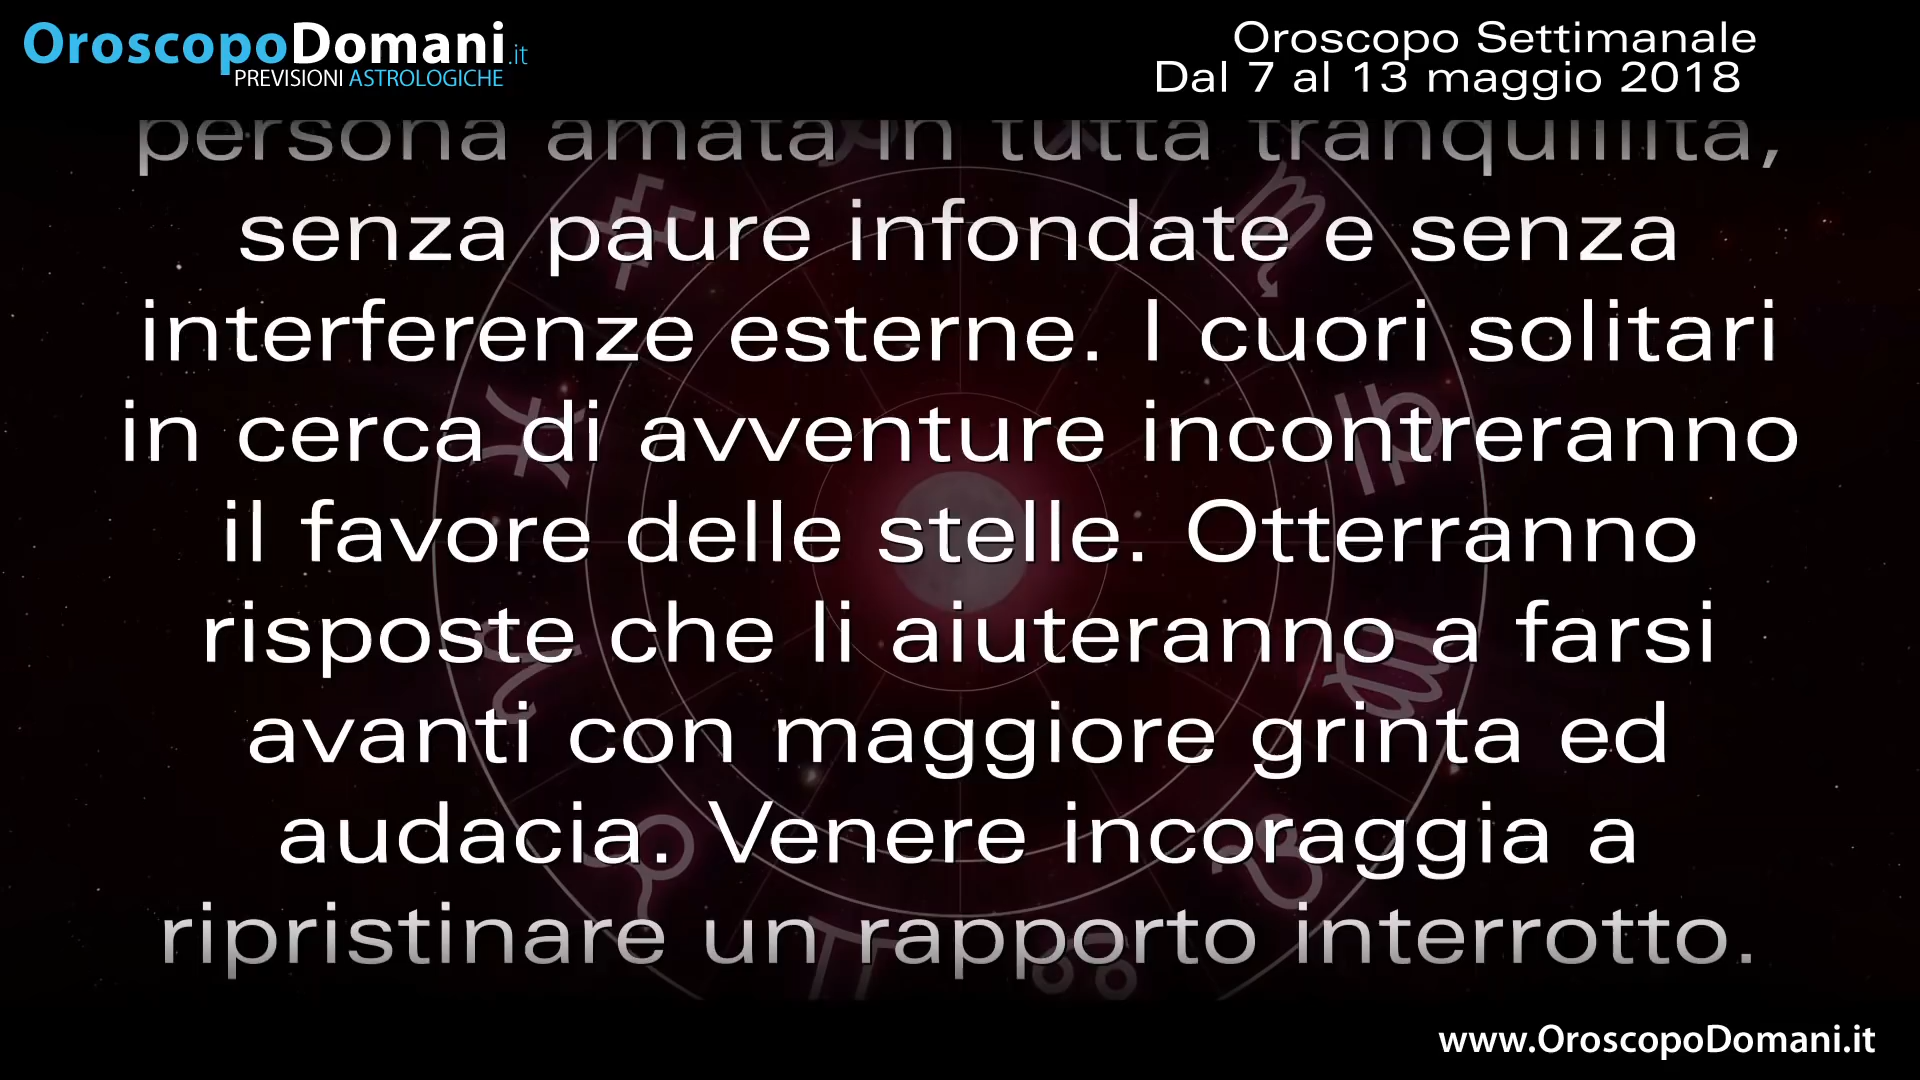 OroscopoDomani.it
PREVISIONI ASTROLOGICHE
Oroscopo Settimanale
Dal 7 al 13 maggio 2018
persona amata in tutta tranquillità,
senza paure infondate e senza
interferenze esterne. I cuori solitari
in cerca di avventure incontreranno
il favore delle stelle. Otterranno
risposte che li aiuteranno a farsi
avanti con maggiore grinta ed
audacia. Venere incoraggia a
ripristinare un rapporto interrotto.
www.OroscopoDomani.it